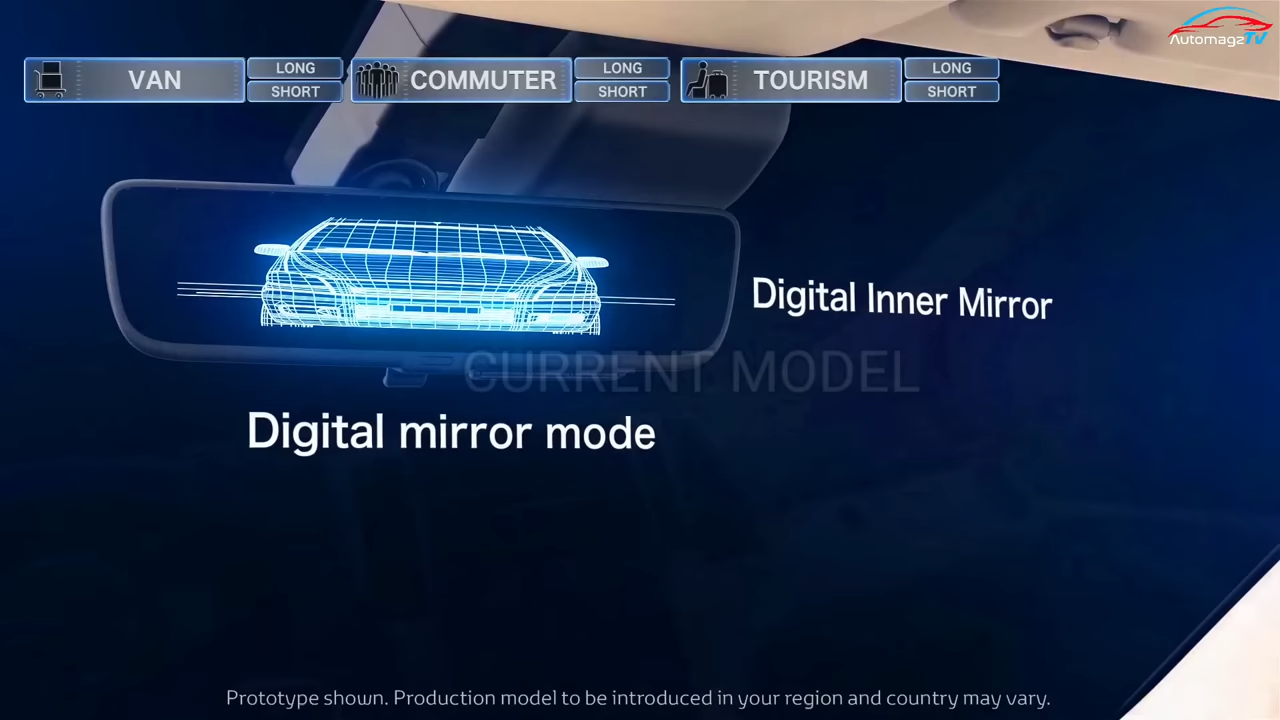 AutomagzTV
VAN
LONG
SHORT
COMMUTER
LONG
SHORT
TOURISM
LONG
SHORT
Digital Inner Mirror
CURRENT MODEL
Digital mirror mode
Prototype shown. Production model to be introduced in your region and country may vary.